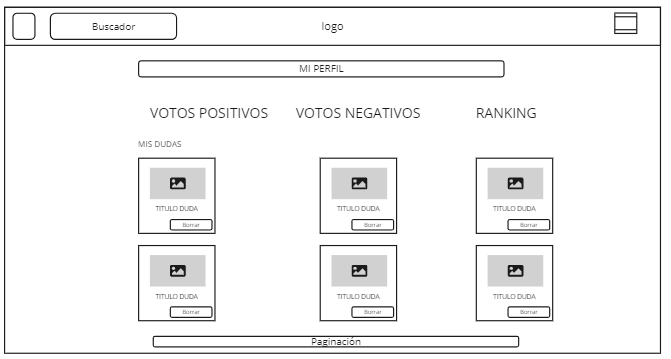 Buscador
logo
MI PERFIL
VOTOS POSITIVOS VOTOS NEGATIVOS RANKING
MIS DUDAS
TITULO DUDA TITULO DUDA TITULO DUDA
Borrar Borrar Borrar
TITULO DUDA TITULO DUDA TITULO DUDA
Borrar Borrar Borrar
Paginación